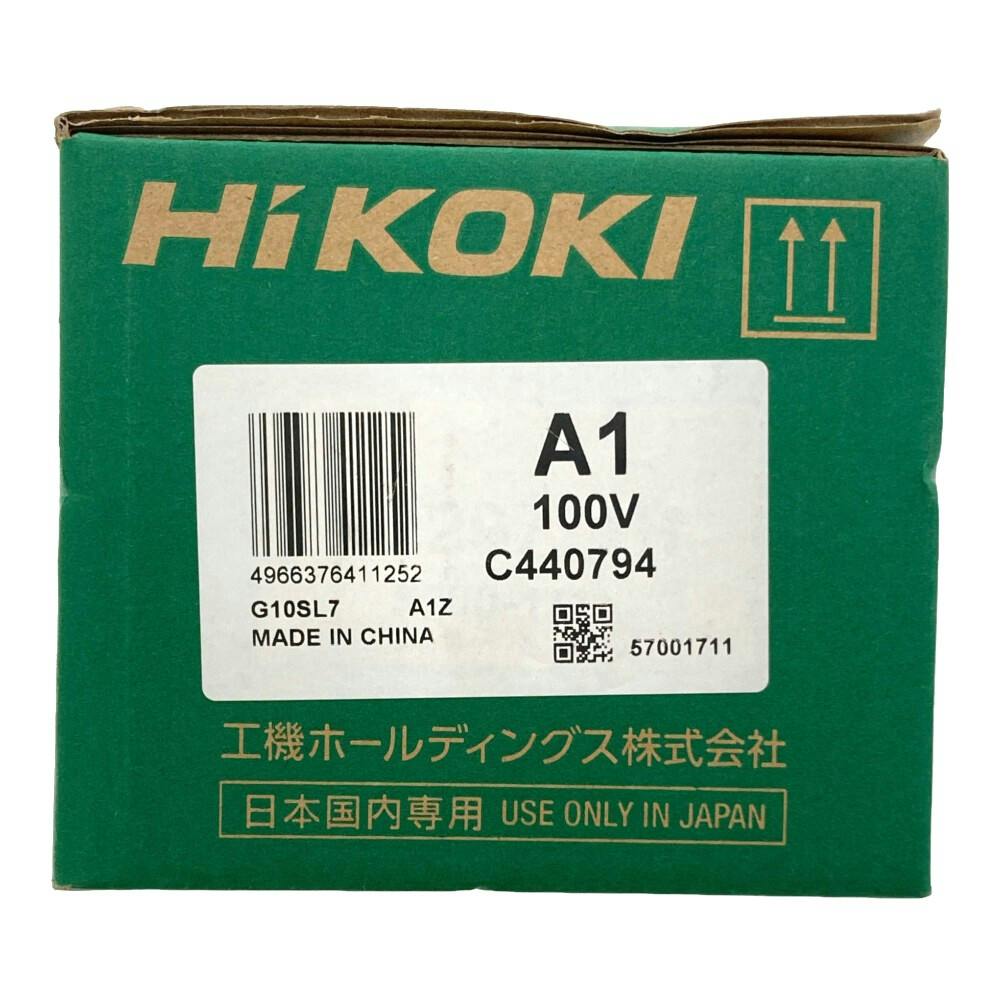 HiKOKI
A1
100V
C440794
4966376411252
G10SL7 A1Z
MADE IN CHINA
57001711
工機ホールディングス株式会社
日本国内専用 USE ONLY IN JAPAN